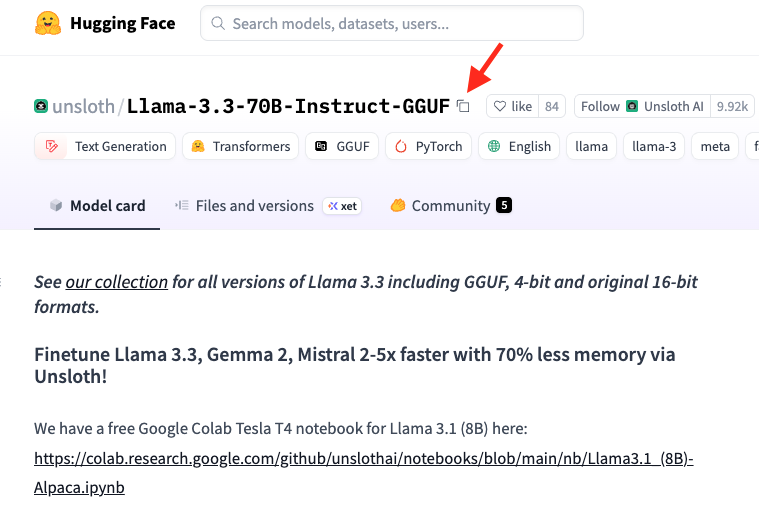 Hugging Face
Search models, datasets, users...
unsloth/Llama-3.3-70B-Instruct-GGUF
like 84
Follow Unsloth AI 9.92k
Text Generation
Transformers
GGUF
PyTorch
English
llama
llama-3
meta
Model card
Files and versions
xet
Community 5
See our collection for all versions of Llama 3.3 including GGUF, 4-bit and original 16-bit
formats.
Finetune Llama 3.3, Gemma 2, Mistral 2-5x faster with 70% less memory via
Unsloth!
We have a free Google Colab Tesla T4 notebook for Llama 3.1 (8B) here:
https://colab.research.google.com/github/unslothai/notebooks/blob/main/nb/Llama3.1_(8B)-
Alpaca.ipynb